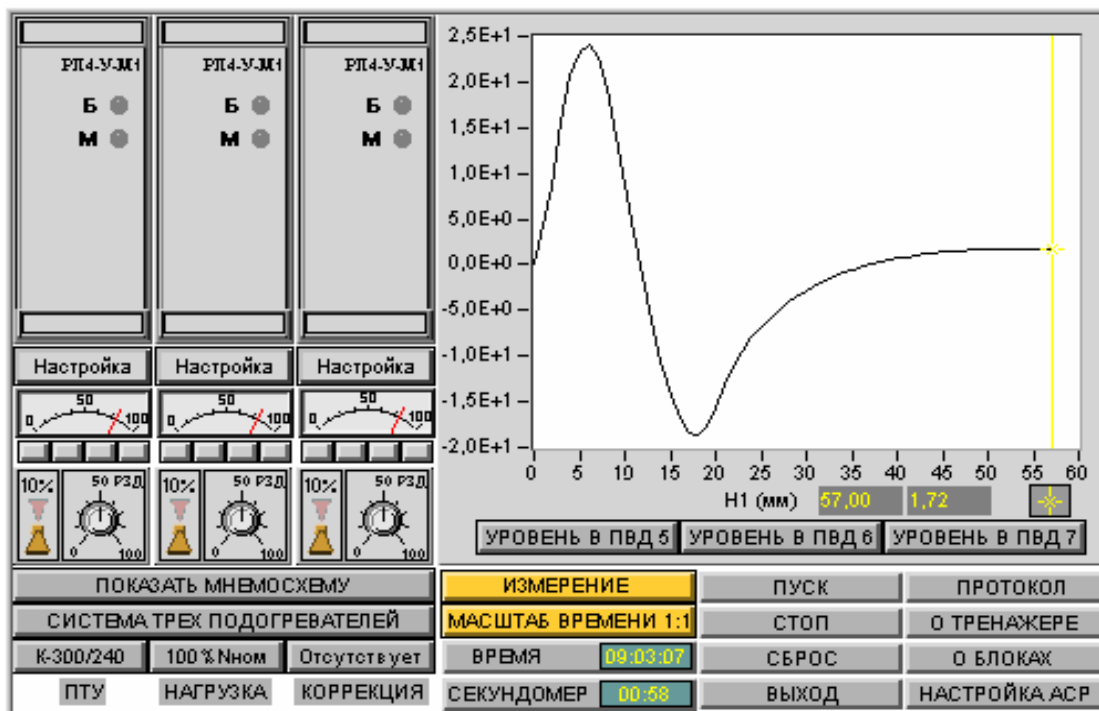 РП4-У-М1 РП4-У-М1 РП4-У-М1
Б Б Б
М М М
Настройка Настройка Настройка
0 50 100 0 50 100 0 50 100
10% 50 РЗД 10% 50 РЗД 10% 50 РЗД
0 100 0 100 0 100
ПОКАЗАТЬ МНЕМОСХЕМУ
СИСТЕМА ТРЕХ ПОДОГРЕВАТЕЛЕЙ
К-300/240 100%Nном Отсутствует
ПТУ НАГРУЗКА КОРРЕКЦИЯ
2,5E+1
2,0E+1
1,5E+1
1,0E+1
5,0E+0
0,0E+0
-5,0E+0
-1,0E+1
-1,5E+1
-2,0E+1
0 5 10 15 20 25 30 35 40 45 50 55 60
H1 (мм) 57,00 1,72
УРОВЕНЬ В ПВД 5 УРОВЕНЬ В ПВД 6 УРОВЕНЬ В ПВД 7
ИЗМЕРЕНИЕ ПУСК ПРОТОКОЛ
МАСШТАБ ВРЕМЕНИ 1:1 СТОП О ТРЕНАЖЕРЕ
ВРЕМЯ 09:03:07 СБРОС О БЛОКАХ
СЕКУНДОМЕР 00:58 ВЫХОД НАСТРОЙКА АСР